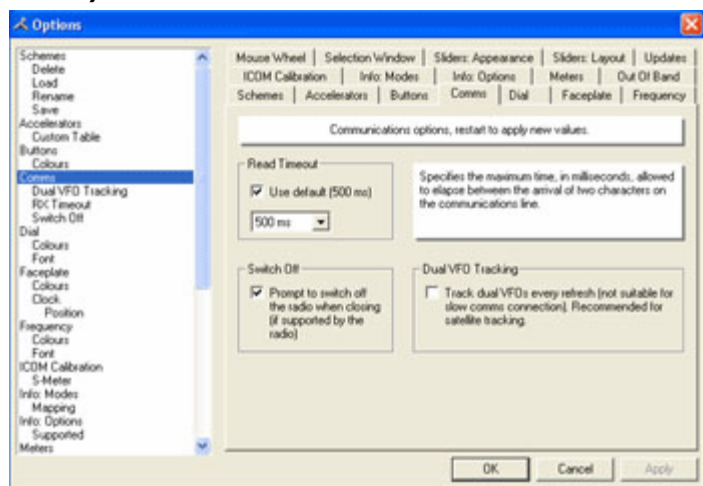 Options
Schemes
Delete
Load
Rename
Save
Accelerators
Custom Table
Buttons
Colours
Comms
Dual VFO Tracking
RX Timeout
Switch Off
Dial
Colours
Font
Faceplate
Colours
Clock
Position
Frequency
Colours
Font
ICOM Calibration
S-Meter
Info: Modes
Mapping
Info: Options
Supported
Meters
Mouse Wheel Selection Window Sliders: Appearance Sliders: Layout Updates
ICOM Calibration Info: Modes Info: Options Meters Out Of Band
Schemes Accelerators Buttons Comms Dial Faceplate Frequency
Communications options, restart to apply new values.
Read Timeout
Use default (500 ms)
500 ms
Specifies the maximum time, in milliseconds, allowed
to elapse between the arrival of two characters on
the communications line.
Switch Off
Prompt to switch off
the radio when closing
(if supported by the
radio)
Dual VFO Tracking
Track dual VFOs every refresh (not suitable for
slow comms connection). Recommended for
satellite tracking.
OK Cancel Apply